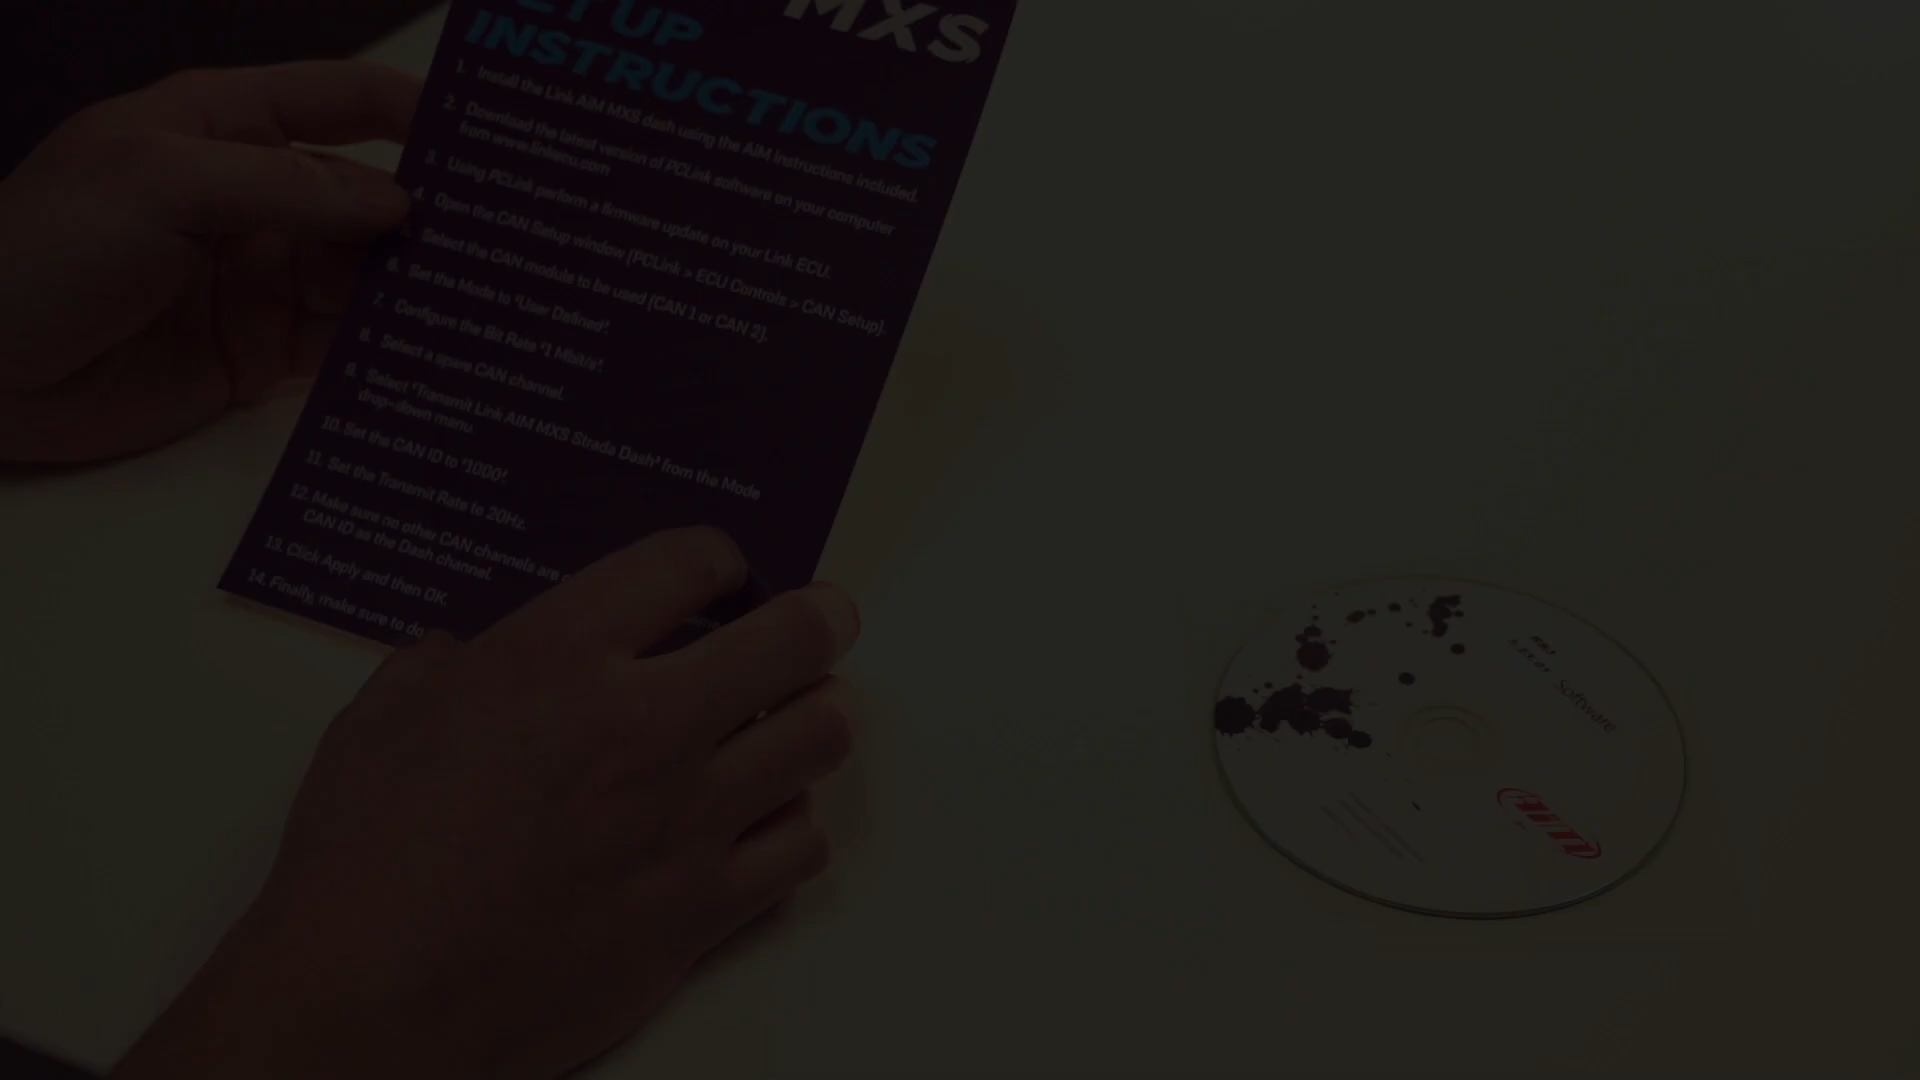 MXS
SETUP
INSTRUCTIONS
1. Install the Link AiM MXS dash using the AiM instructions included.
2. Download the latest version of PCLink software on your computer
from www.linkecu.com
3. Using PCLink perform a firmware update on your Link ECU.
4. Open the CAN Setup window (PCLink > ECU Controls > CAN Setup).
5. Select the CAN module to be used (CAN 1 or CAN 2).
6. Set the Mode to 'User Defined'.
7. Configure the Bit Rate '1 Mbit/s'.
8. Select a spare CAN channel.
9. Select 'Transmit Link AiM MXS Strada Dash' from the Mode
drop-down menu.
10. Set the CAN ID to '1000'.
11. Set the Transmit Rate to 20Hz.
12. Make sure no other CAN channels are
CAN ID as the Dash channel.
13. Click Apply and then OK.
14. Finally, make sure to do
Software
AiM